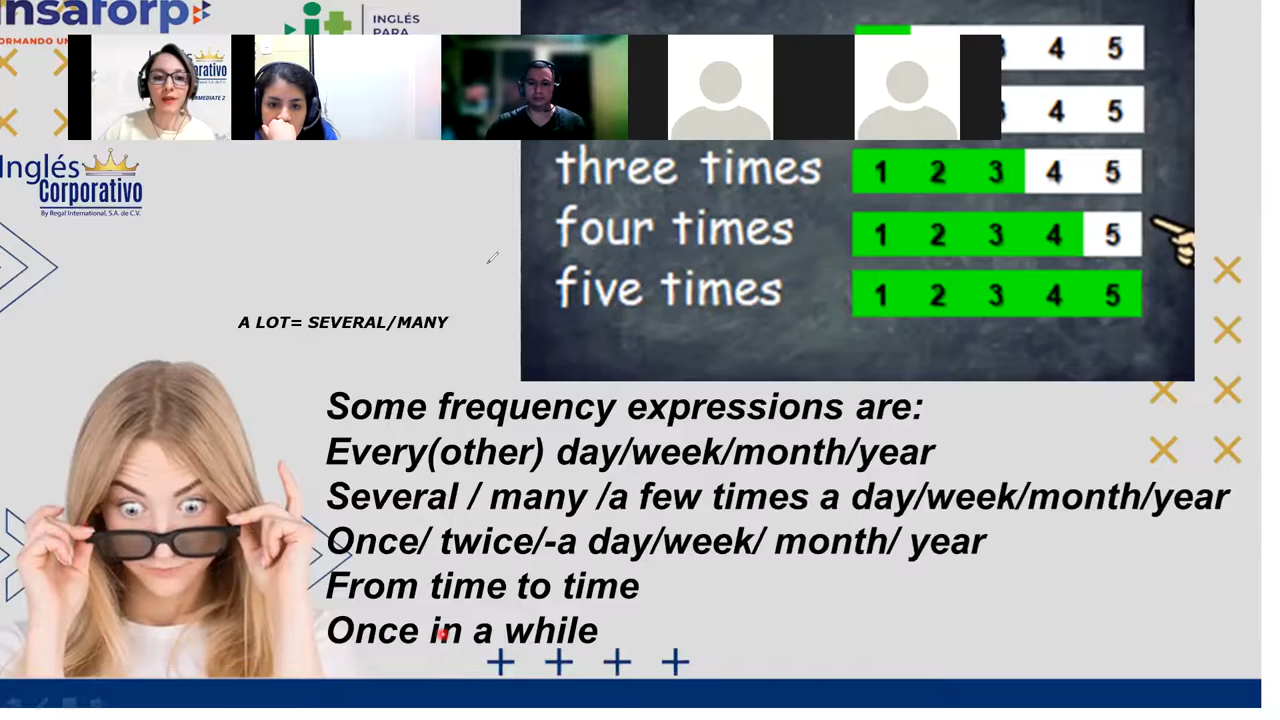 INGLÉS
PARA
Corativo
MEDIATE 2
4 5
4 5
Inglés
Corporativo
By Regal International, S.A. de C.V.
three times 1 2 3 4 5
four times 1 2 3 4 5
five times 1 2 3 4 5
A LOT= SEVERAL/MANY
Some frequency expressions are:
Every(other) day/week/month/year
Several / many /a few times a day/week/month/year
Once/ twice/-a day/week/ month/ year
From time to time
Once in a while